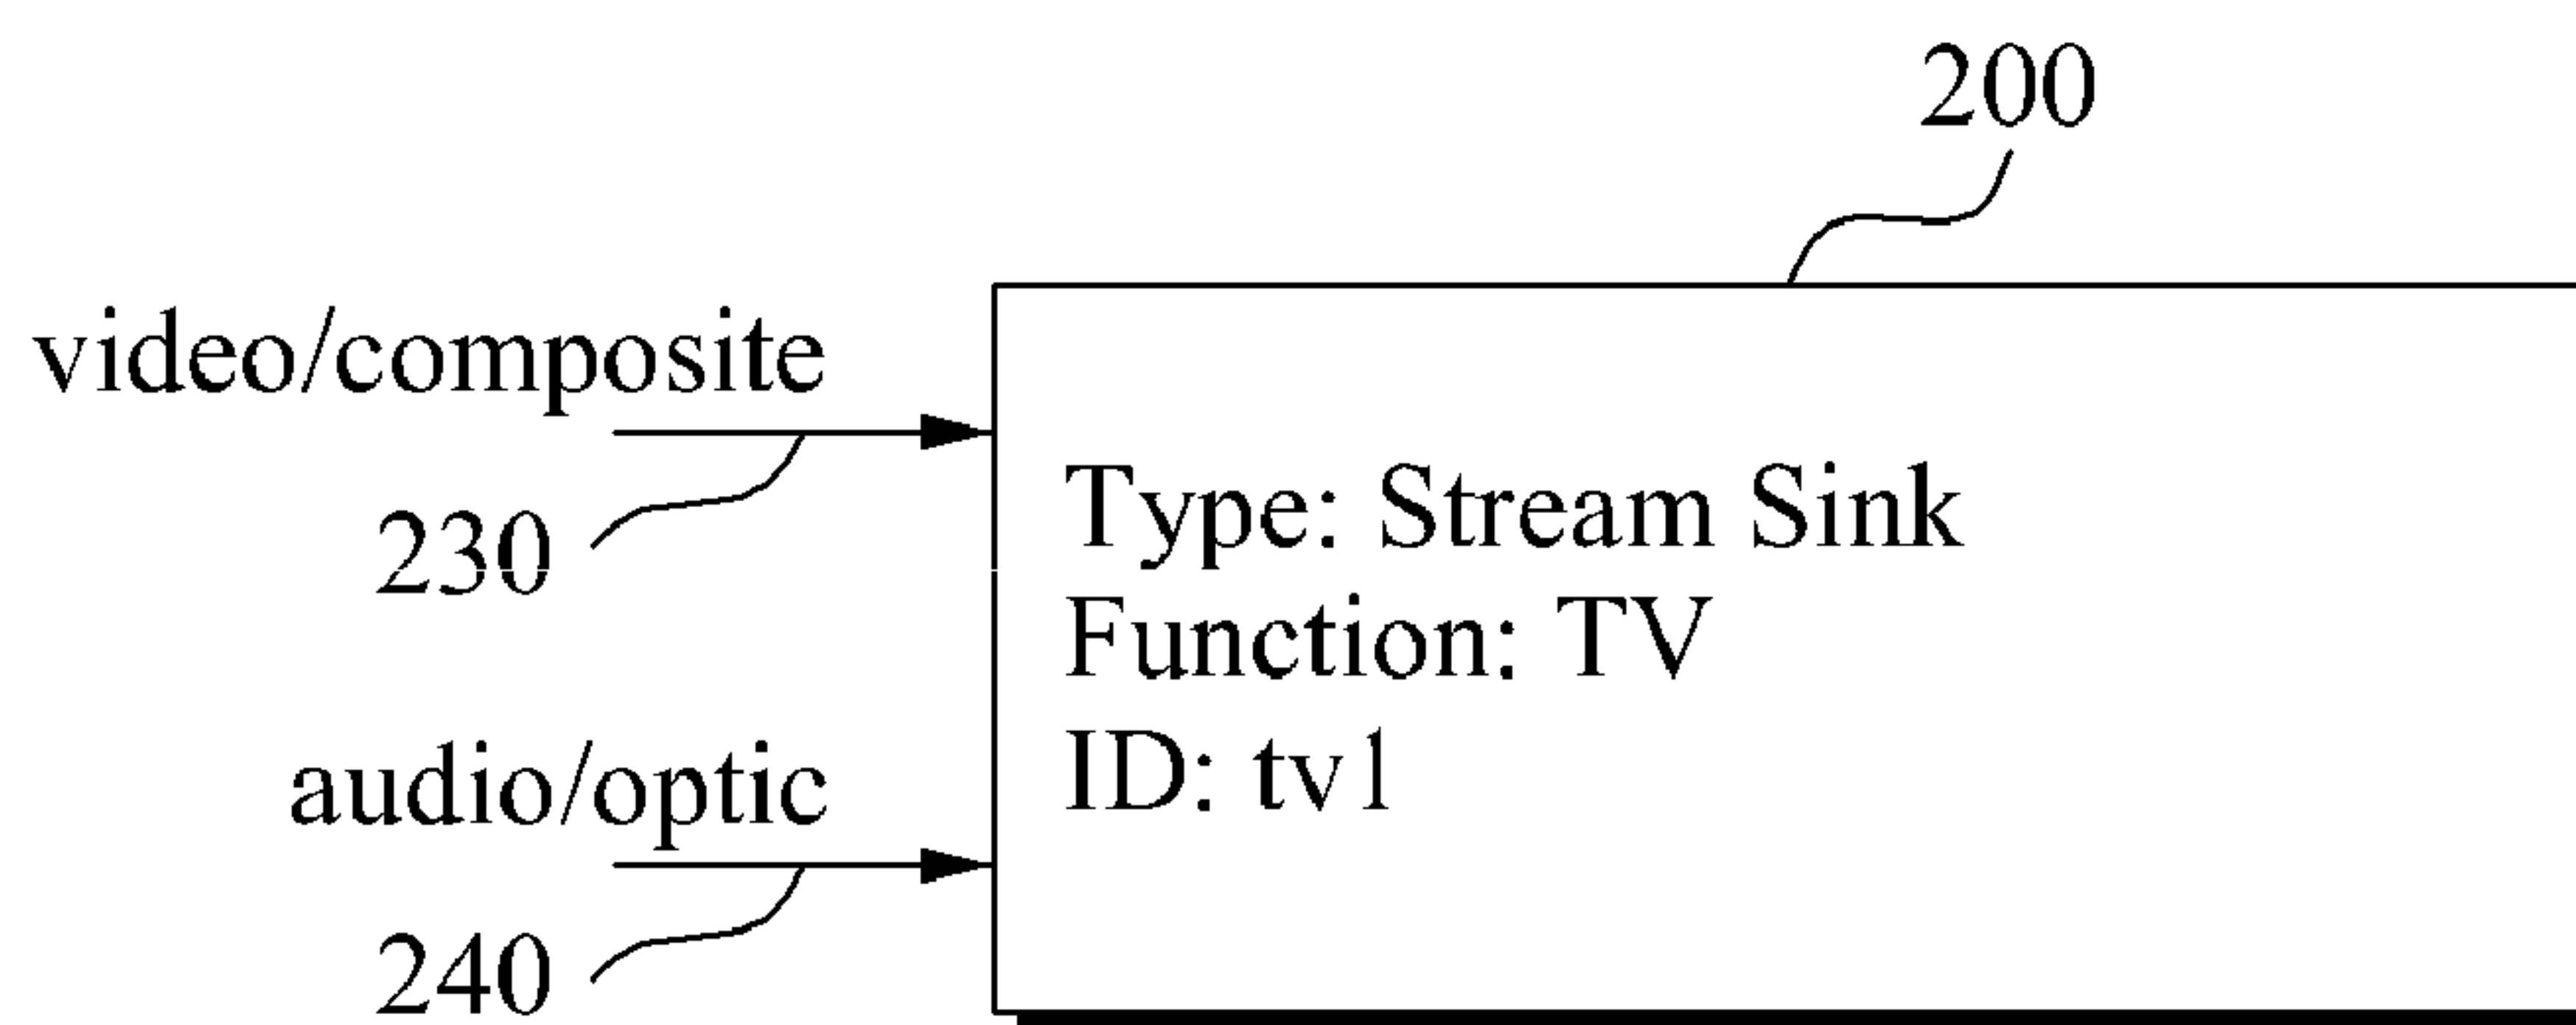 200
video/composite
230
Type: Stream Sink
Function: TV
ID: tv1
audio/optic
240